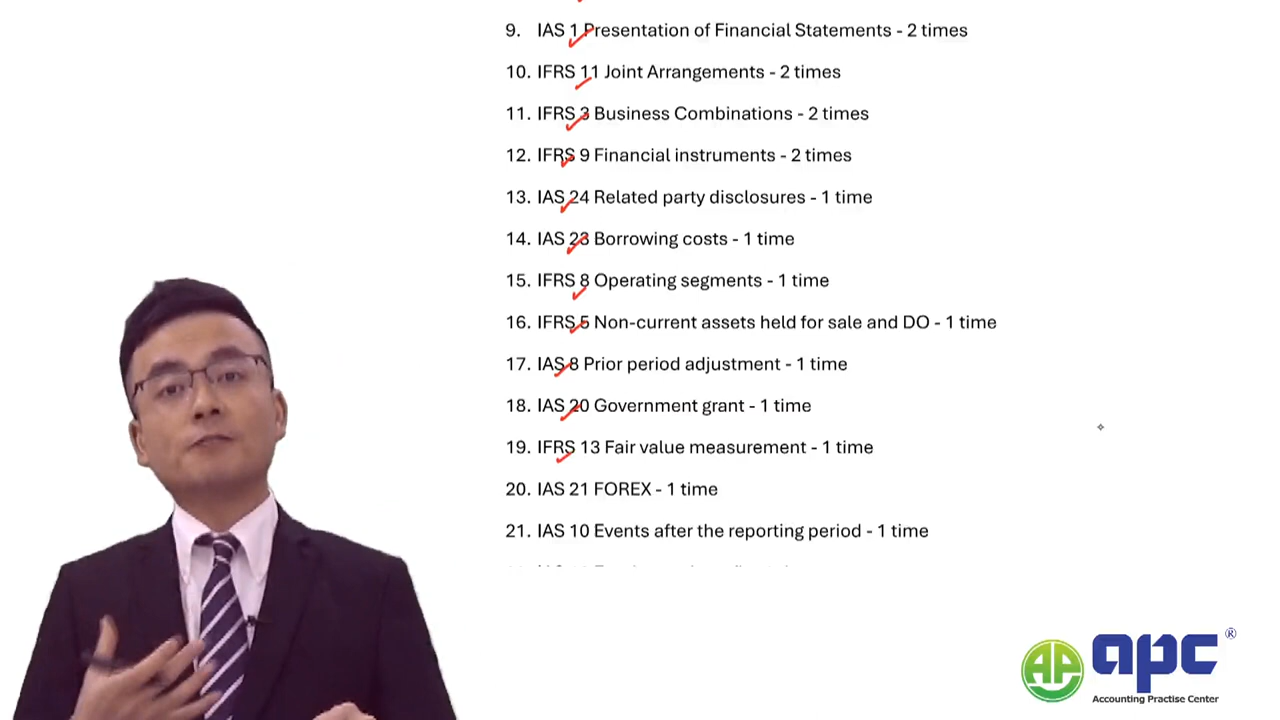 9. IAS 1 Presentation of Financial Statements - 2 times
10. IFRS 11 Joint Arrangements - 2 times
11. IFRS 3 Business Combinations - 2 times
12. IFRS 9 Financial instruments - 2 times
13. IAS 24 Related party disclosures - 1 time
14. IAS 23 Borrowing costs - 1 time
15. IFRS 8 Operating segments - 1 time
16. IFRS 5 Non-current assets held for sale and DO - 1 time
17. IAS 8 Prior period adjustment - 1 time
18. IAS 20 Government grant - 1 time
19. IFRS 13 Fair value measurement - 1 time
20. IAS 21 FOREX - 1 time
21. IAS 10 Events after the reporting period - 1 time
AP apc ®
Accounting Practise Center